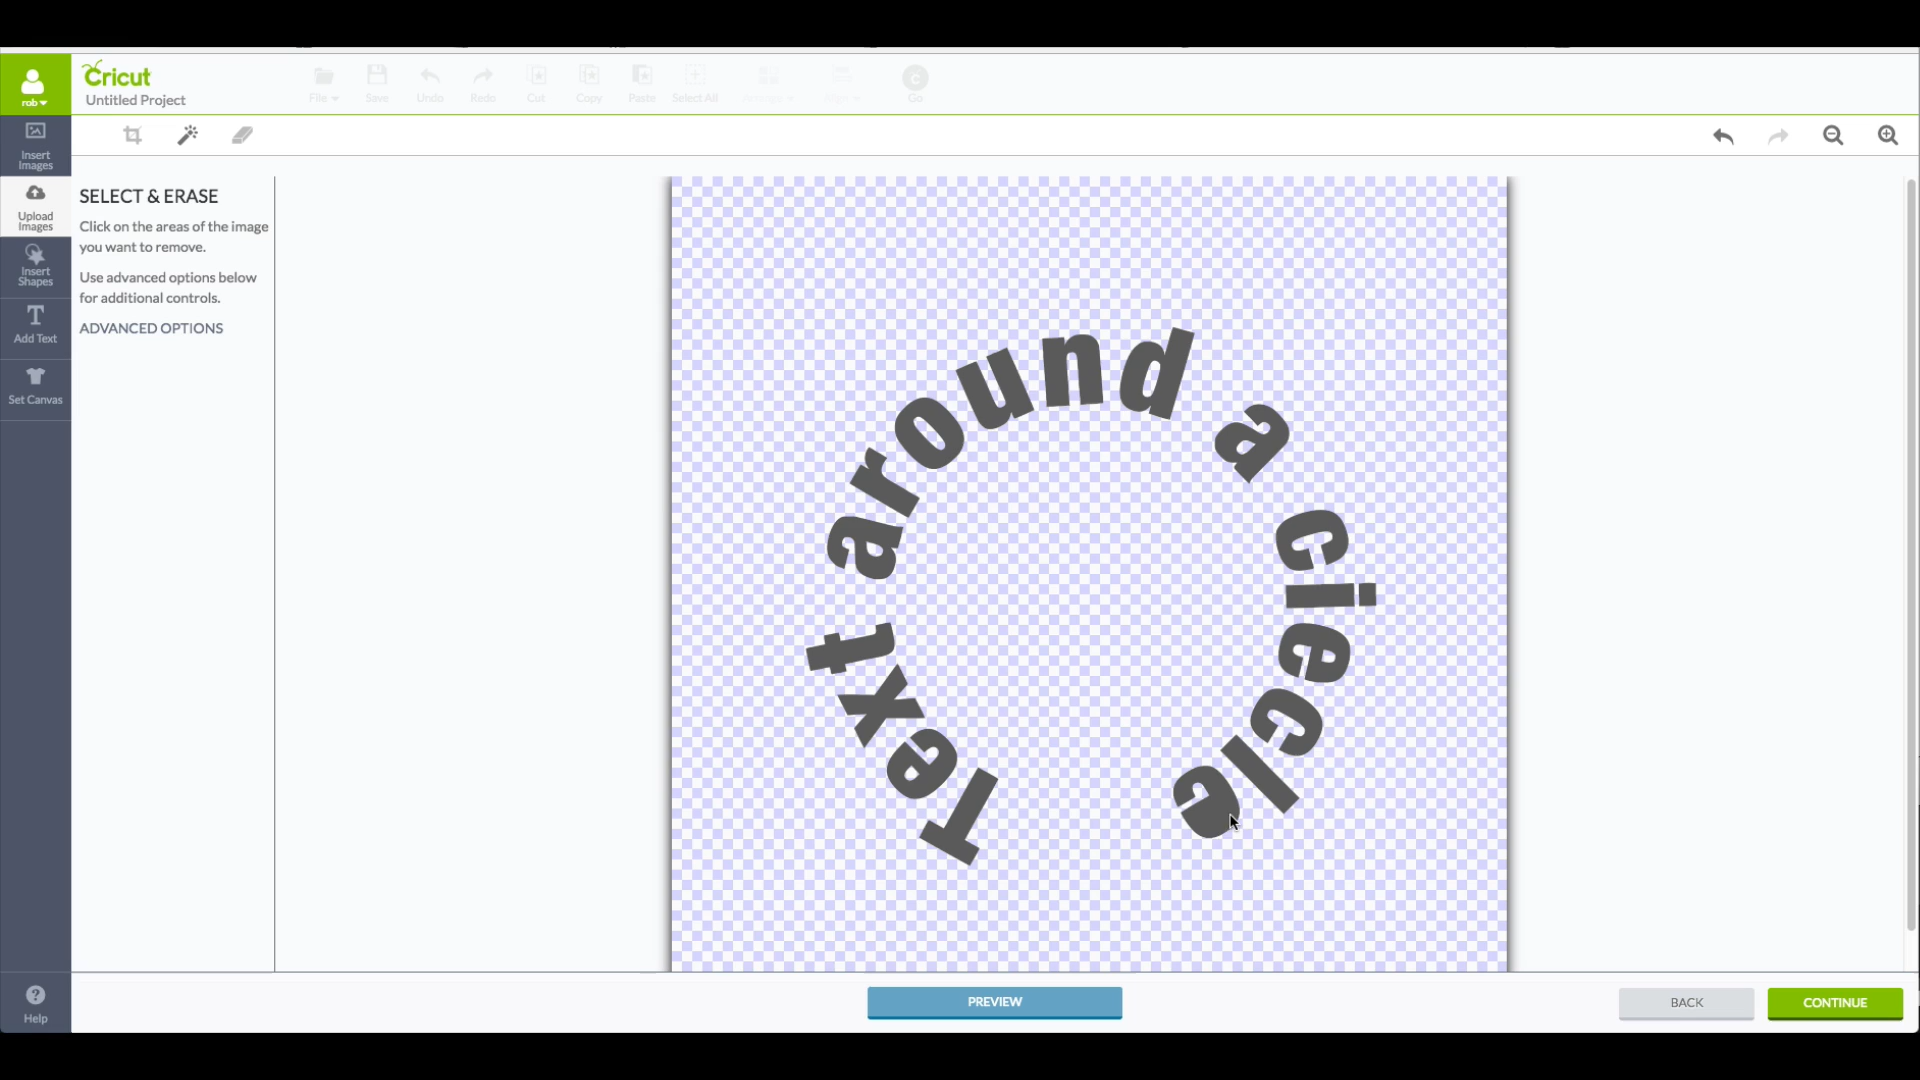 Cricut
Untitled Project
rob
File
Save
Undo
Redo
Cut
Copy
Paste
Select All
C
Go
Insert
Images
Upload
Images
Insert
Shapes
T
Add Text
Set Canvas
?
Help
SELECT & ERASE
Click on the areas of the image
you want to remove.
Use advanced options below
for additional controls.
ADVANCED OPTIONS
Text around a ciecle
PREVIEW
BACK
CONTINUE